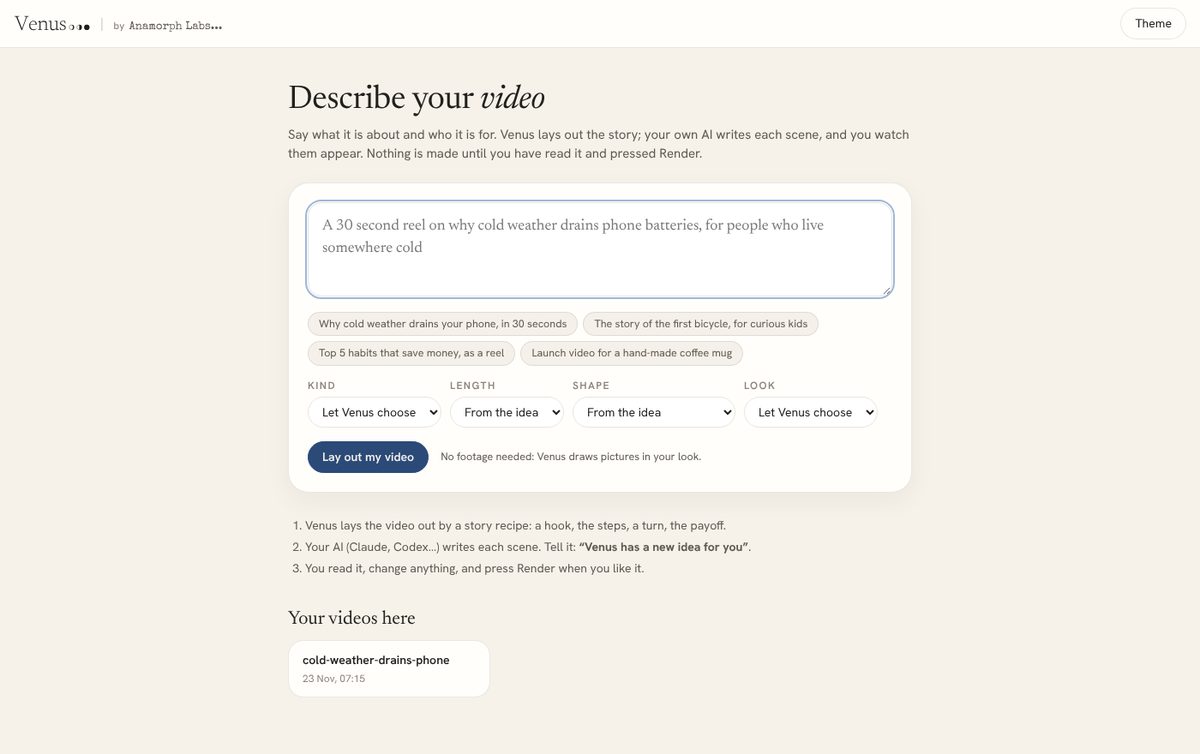 Venus
by Anamorph Labs...
Theme
Describe your video
Say what it is about and who it is for. Venus lays out the story; your own AI writes each scene, and you watch
them appear. Nothing is made until you have read it and pressed Render.
A 30 second reel on why cold weather drains phone batteries, for people who live
somewhere cold
Why cold weather drains your phone, in 30 seconds
The story of the first bicycle, for curious kids
Top 5 habits that save money, as a reel
Launch video for a hand-made coffee mug
KIND
LENGTH
SHAPE
LOOK
Let Venus choose
From the idea
From the idea
Let Venus choose
Lay out my video
No footage needed: Venus draws pictures in your look.
1. Venus lays the video out by a story recipe: a hook, the steps, a turn, the payoff.
2. Your AI (Claude, Codex…) writes each scene. Tell it: “Venus has a new idea for you”.
3. You read it, change anything, and press Render when you like it.
Your videos here
cold-weather-drains-phone
23 Nov, 07:15